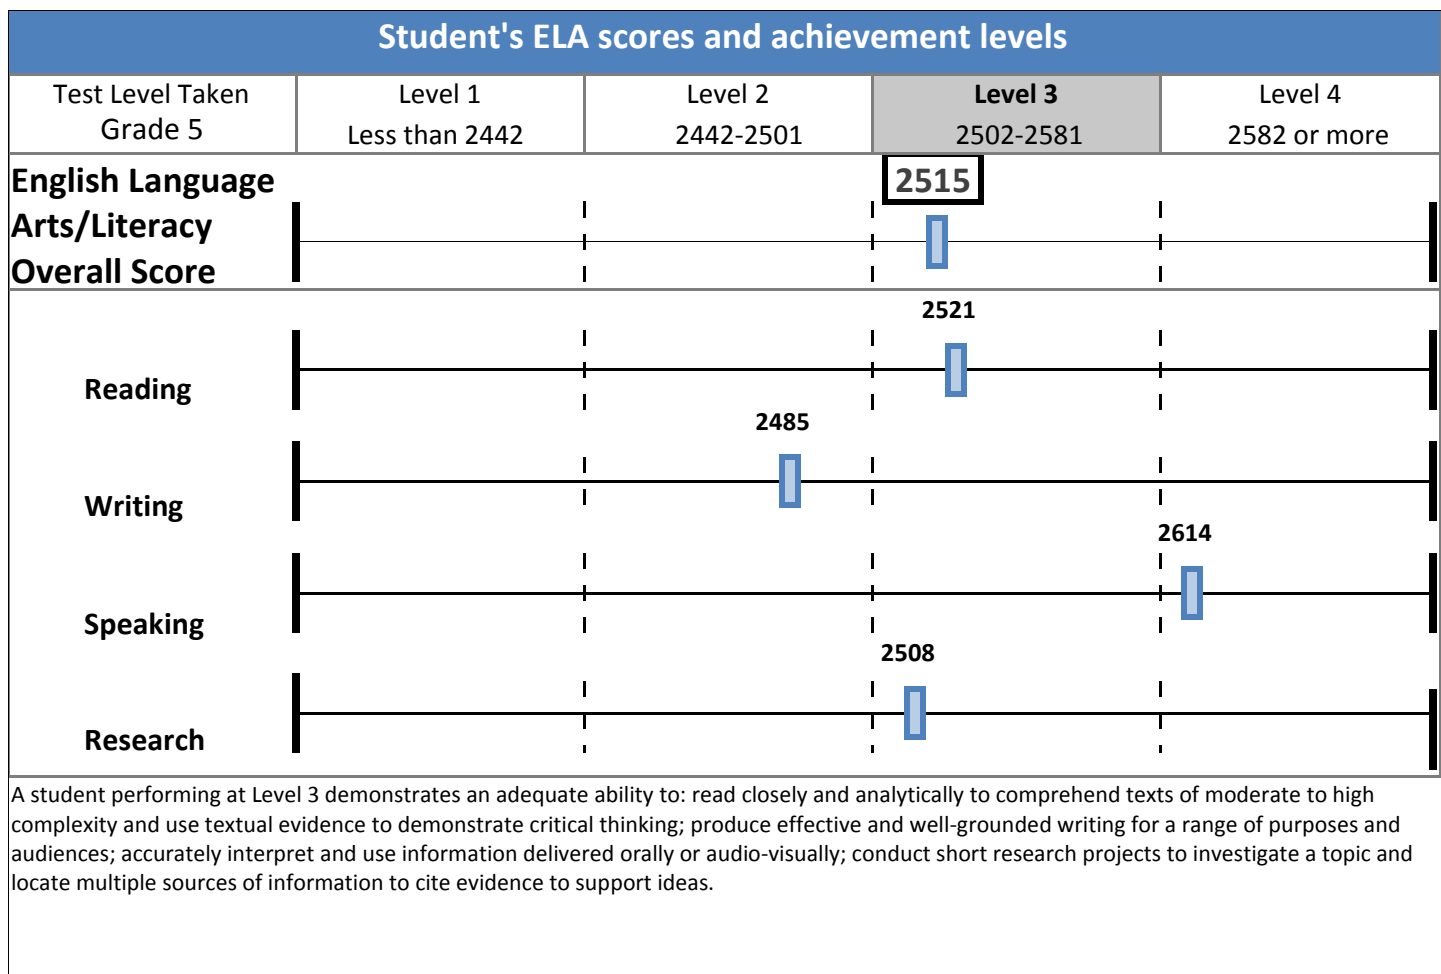 Student's ELA scores and achievement levels
Test Level Taken
Grade 5
Level 1
Less than 2442
Level 2
2442-2501
Level 3
2502-2581
Level 4
2582 or more
English Language
Arts/Literacy
Overall Score
2515
2521
Reading
2485
Writing
2614
Speaking
2508
Research
A student performing at Level 3 demonstrates an adequate ability to: read closely and analytically to comprehend texts of moderate to high
complexity and use textual evidence to demonstrate critical thinking; produce effective and well-grounded writing for a range of purposes and
audiences; accurately interpret and use information delivered orally or audio-visually; conduct short research projects to investigate a topic and
locate multiple sources of information to cite evidence to support ideas.